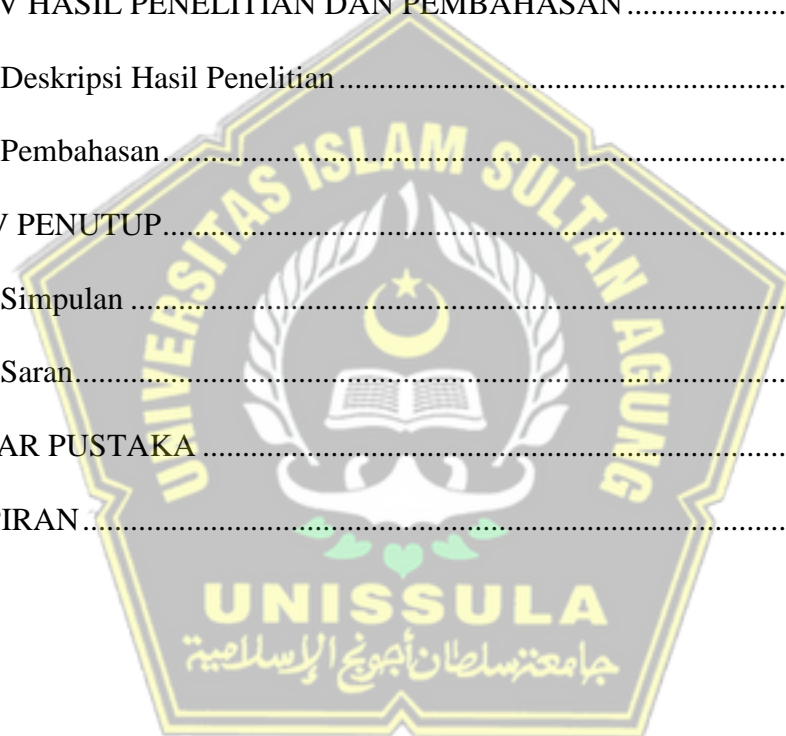 V HASIL PENELITIAN DAN PEMBAHASAN....................
Deskripsi Hasil Penelitian........................................................
Pembahasan..............................................................................
V PENUTUP..............................................................................
Simpulan ..................................................................................
Saran.........................................................................................
AR PUSTAKA .........................................................................
PIRAN.......................................................................................
UNIVERSITAS ISLAM SULTAN AGUNG
UNISSULA
جامعة سلطان أجونج الإسلامية